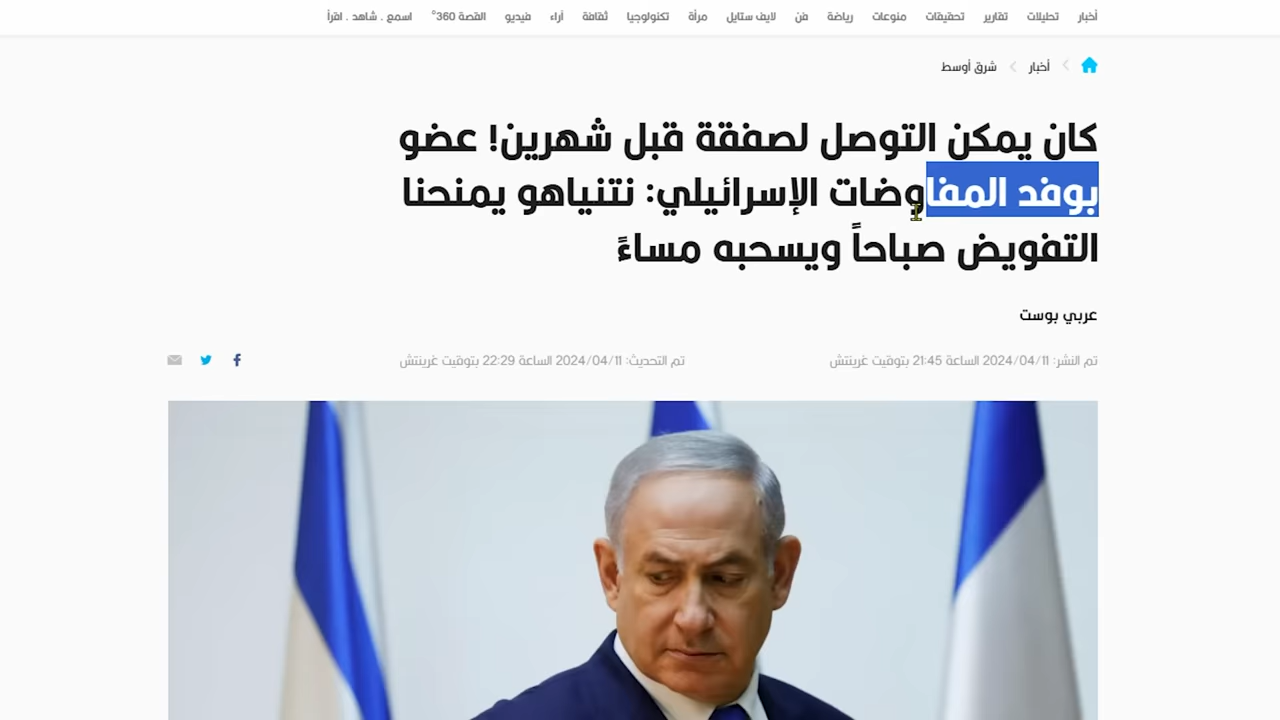 أخبار تحليلات تقارير تحقيقات منوعات رياضة فن لايف ستايل مرأة تكنولوجيا ثقافة آراء فيديو القصة 360° اسمع . شاهد . اقرأ
أخبار شرق أوسط
كان يمكن التوصل لصفقة قبل شهرين! عضو
بوفد المفاوضات الإسرائيلي: نتنياهو يمنحنا
التفويض صباحاً ويسحبه مساءً
عربي بوست
تم النشر: 2024/04/11 الساعة 21:45 بتوقيت غرينتش تم التحديث: 2024/04/11 الساعة 22:29 بتوقيت غرينتش